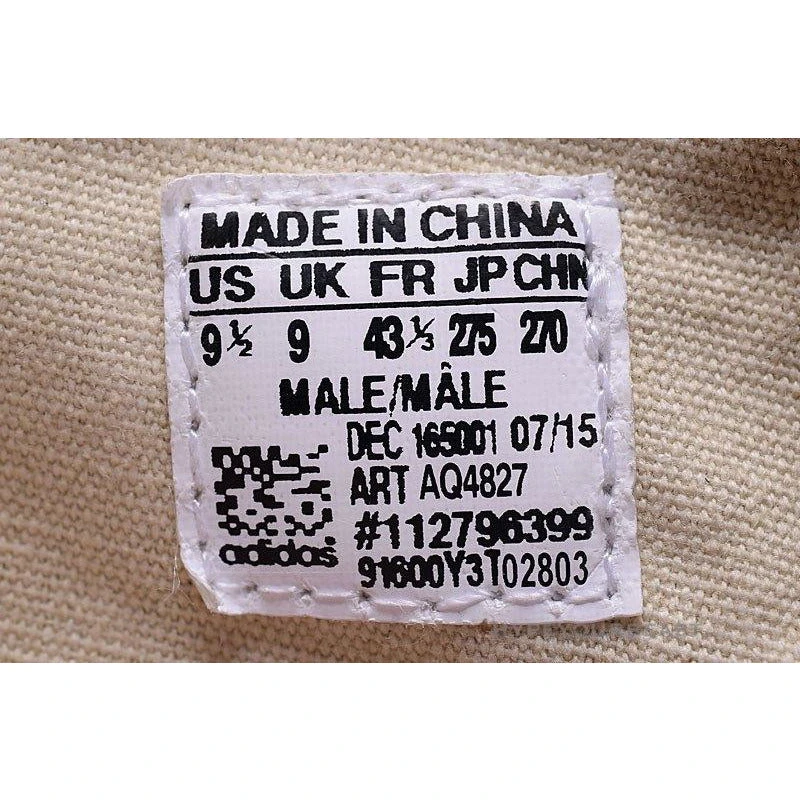 MADE IN CHINA
US UK FR JP CHN
9½ 9 43⅓ 275 270
MALE/MÂLE
DEC 165001 07/15
ART AQ4827
#112796399
91600Y3T02803
adidas